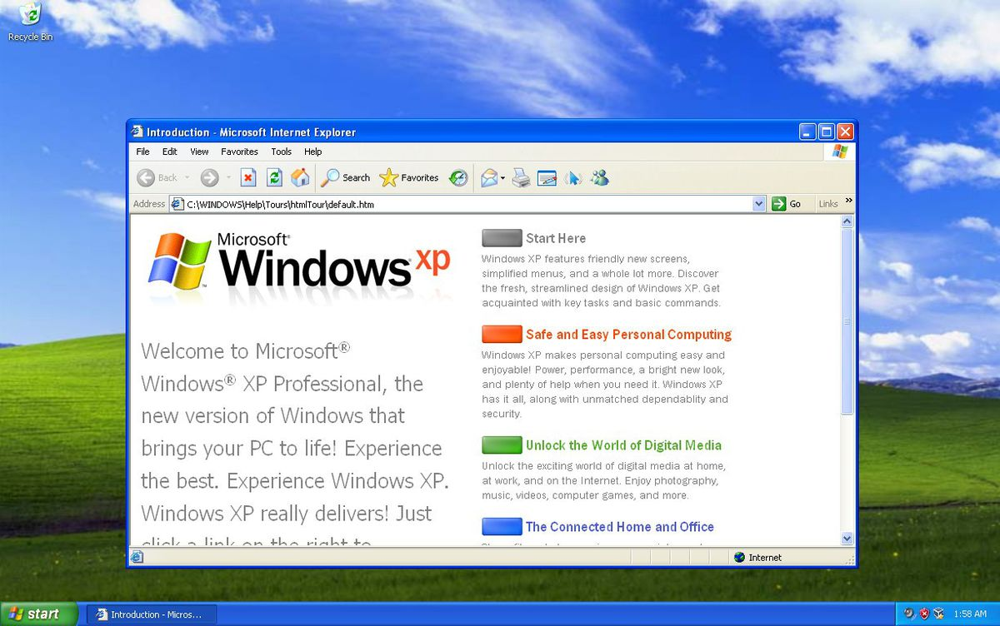 Recycle Bin
Introduction - Microsoft Internet Explorer
File Edit View Favorites Tools Help
Back Search Favorites
Address C:\WINDOWS\Help\Tours\htmlTour\default.htm Go Links »
Microsoft®
Windows® xp
™
Welcome to Microsoft®
Windows® XP Professional, the
new version of Windows that
brings your PC to life! Experience
the best. Experience Windows XP.
Windows XP really delivers! Just
click a link on the right to
Start Here
Windows XP features friendly new screens,
simplified menus, and a whole lot more. Discover
the fresh, streamlined design of Windows XP. Get
acquainted with key tasks and basic commands.
Safe and Easy Personal Computing
Windows XP makes personal computing easy and
enjoyable! Power, performance, a bright new look,
and plenty of help when you need it. Windows XP
has it all, along with unmatched dependablity and
security.
Unlock the World of Digital Media
Unlock the exciting world of digital media at home,
at work, and on the Internet. Enjoy photography,
music, videos, computer games, and more.
The Connected Home and Office
Internet
start Introduction - Micros... 1:58 AM